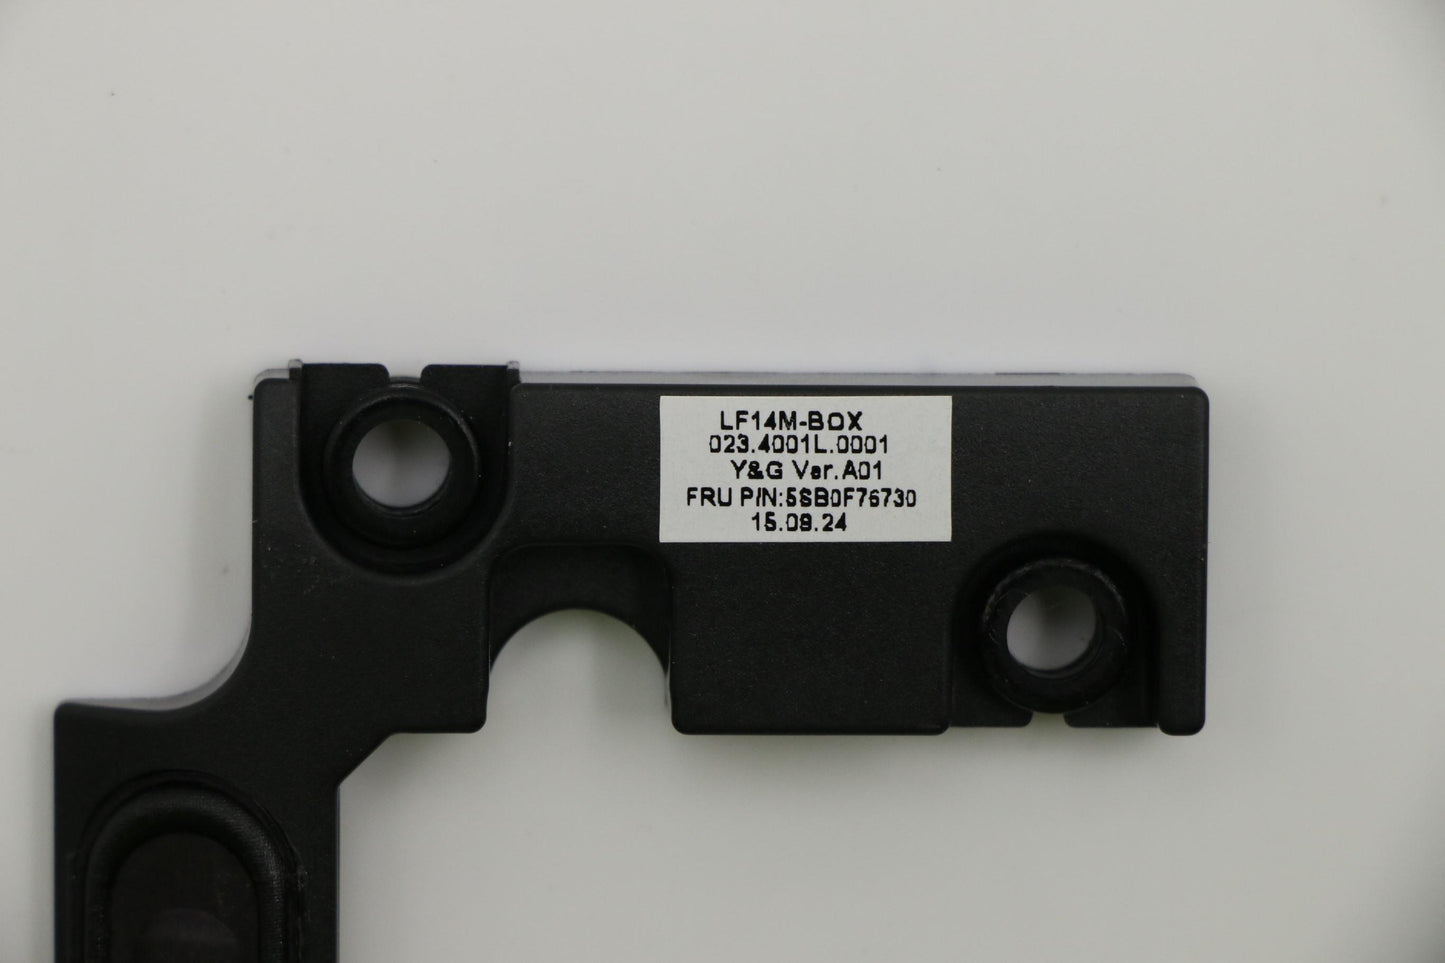 LF14M-BOX
023.4001L.0001
Y&G Ver.A01
FRU P/N:5SB0F76730
15.09.24